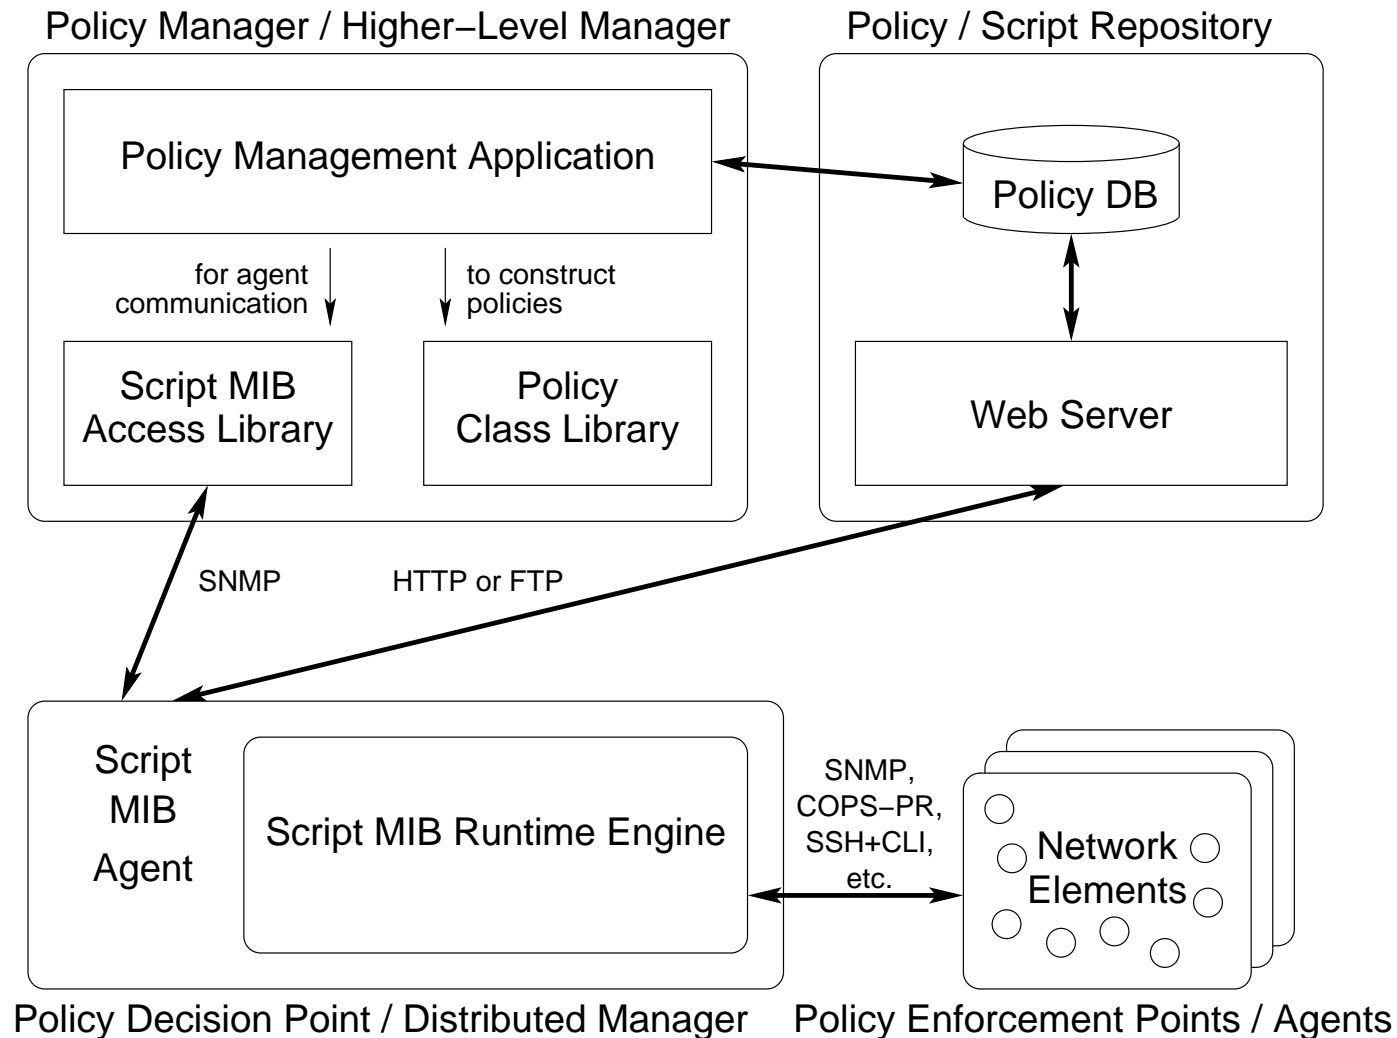 Policy Manager / Higher−Level Manager
Policy / Script Repository
Policy Management Application
Policy DB
for agent
communication
to construct
policies
Script MIB
Access Library
Policy
Class Library
Web Server
SNMP
HTTP or FTP
Script
MIB
Agent
Script MIB Runtime Engine
SNMP,
COPS−PR,
SSH+CLI,
etc.
Network
Elements
Policy Decision Point / Distributed Manager
Policy Enforcement Points / Agents